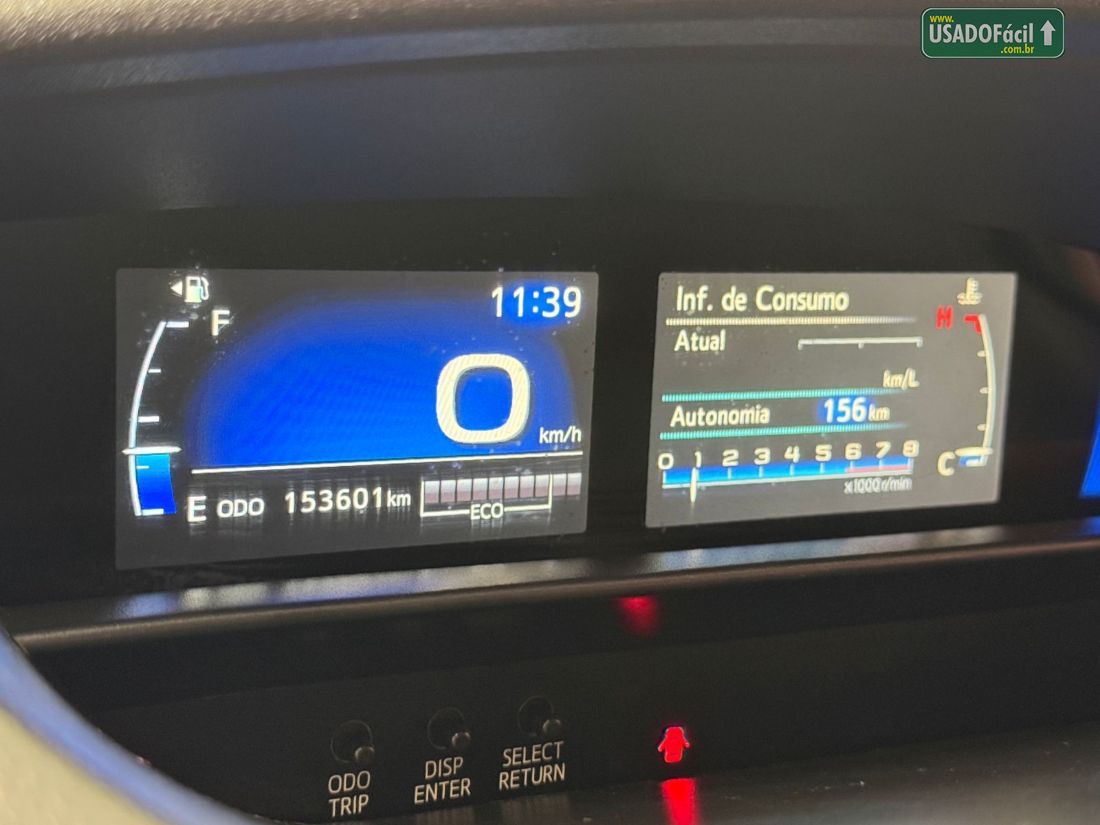 www.
USADOFácil
.com.br
11:39
F
0
km/h
E ODO 153601km
ECO
Inf. de Consumo
H
Atual
km/L
Autonomia 156km
0 1 2 3 4 5 6 7 8
C
x1000 r/min
ODO
TRIP
DISP
ENTER
SELECT
RETURN